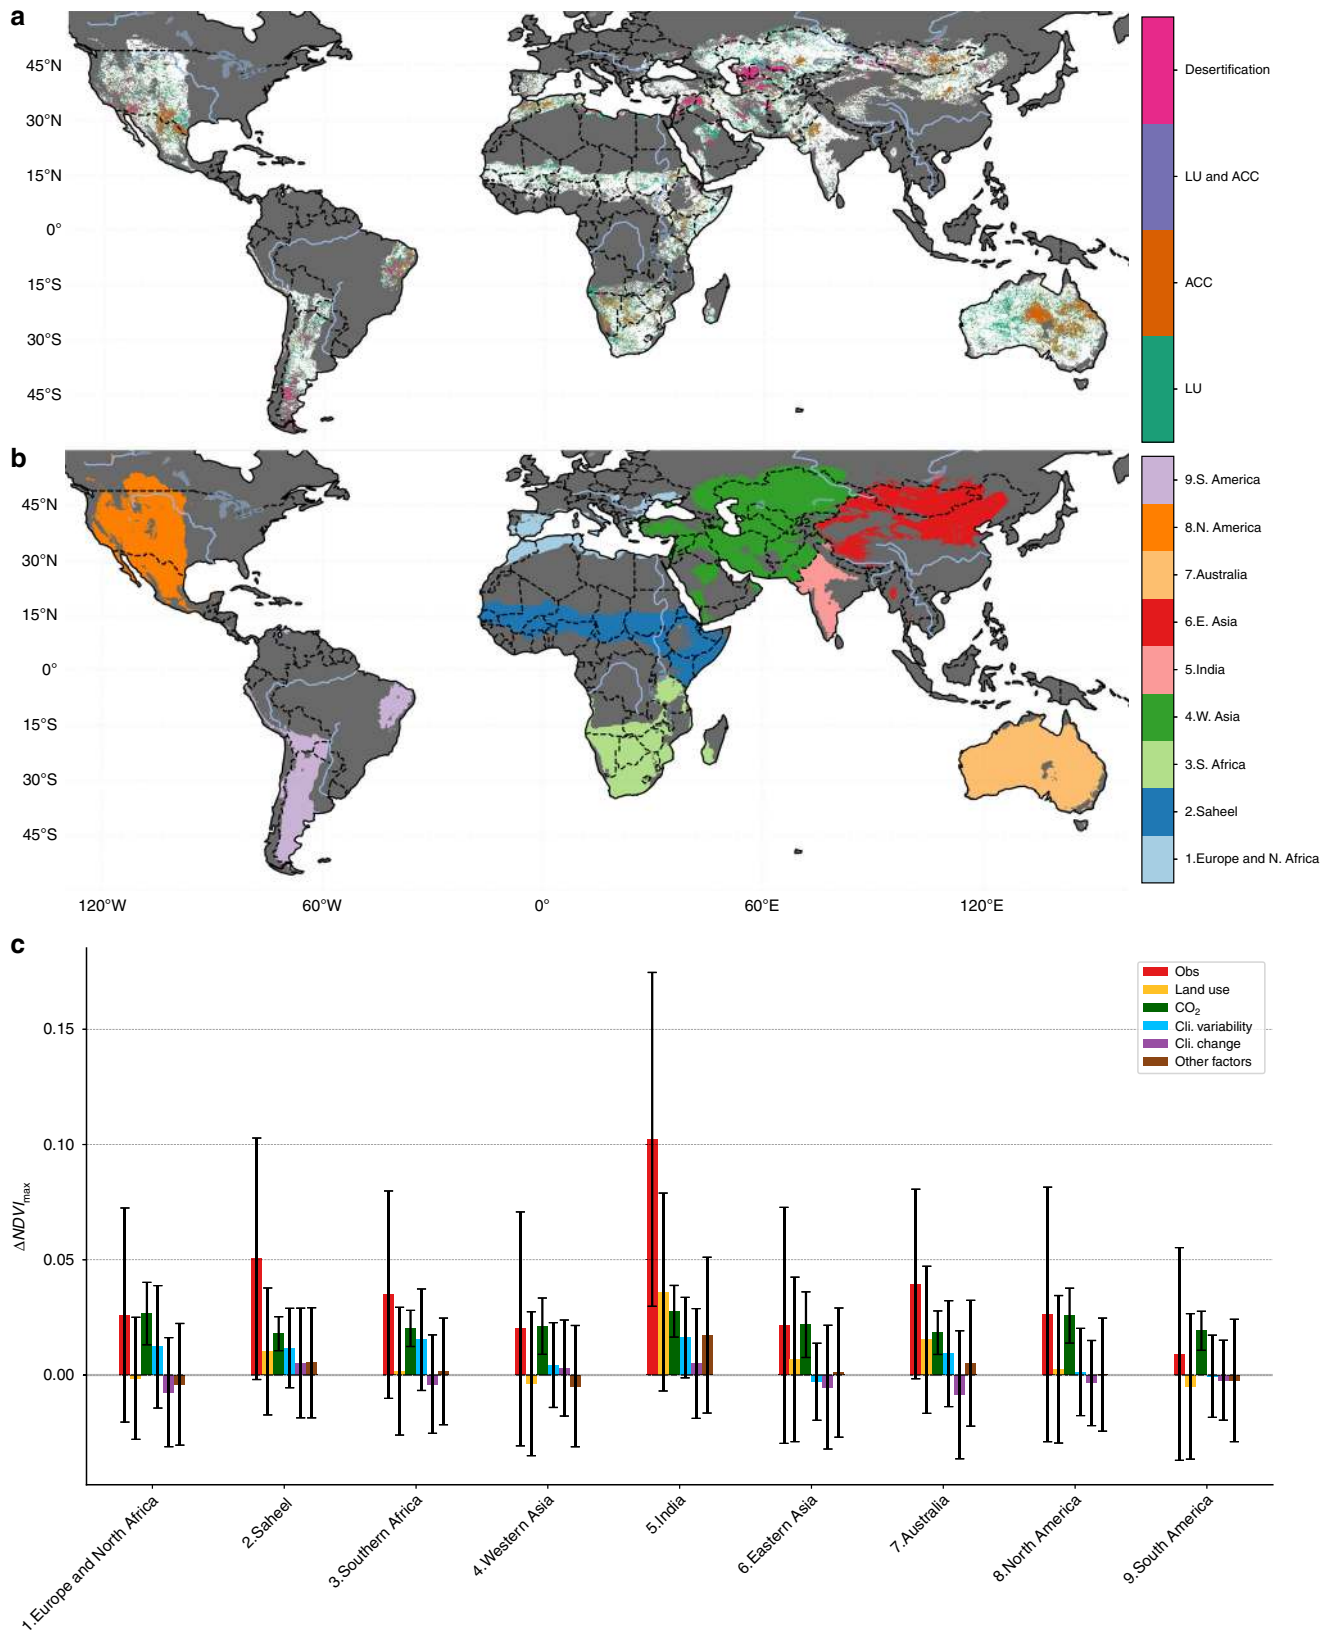 a
45°N
30°N
15°N
0°
15°S
30°S
45°S
Desertification
LU and ACC
ACC
LU
b
45°N
30°N
15°N
0°
15°S
30°S
45°S
120°W
60°W
0°
60°E
120°E
9.S. America
8.N. America
7.Australia
6.E. Asia
5.India
4.W. Asia
3.S. Africa
2.Saheel
1.Europe and N. Africa
c
ΔNDVImax
0.15
0.10
0.05
0.00
Obs
Land use
CO₂
Cli. variability
Cli. change
Other factors
1.Europe and North Africa
2.Saheel
3.Southern Africa
4.Western Asia
5.India
6.Eastern Asia
7.Australia
8.North America
9.South America